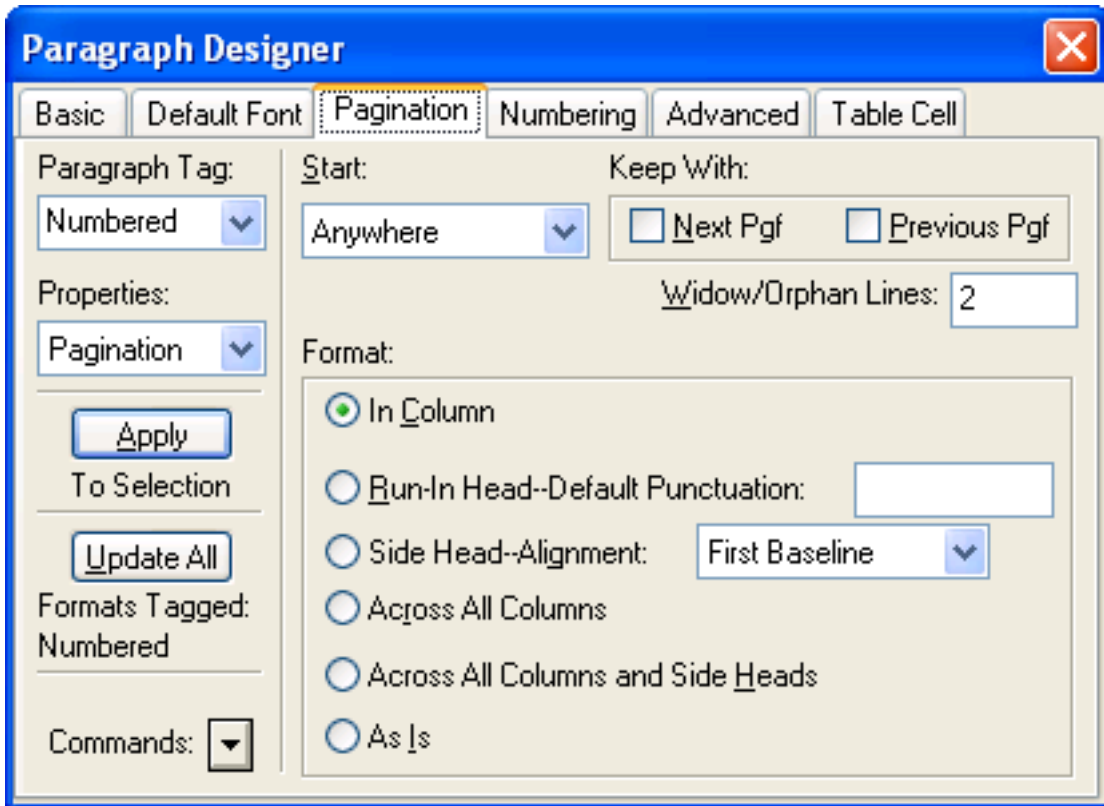 Paragraph Designer
Basic Default Font Pagination Numbering Advanced Table Cell
Paragraph Tag:
Numbered
Properties:
Pagination
Apply
To Selection
Update All
Formats Tagged:
Numbered
Commands:
Start:
Anywhere
Keep With:
Next Pgf Previous Pgf
Widow/Orphan Lines: 2
Format:
In Column
Run-In Head--Default Punctuation:
Side Head--Alignment: First Baseline
Across All Columns
Across All Columns and Side Heads
As Is